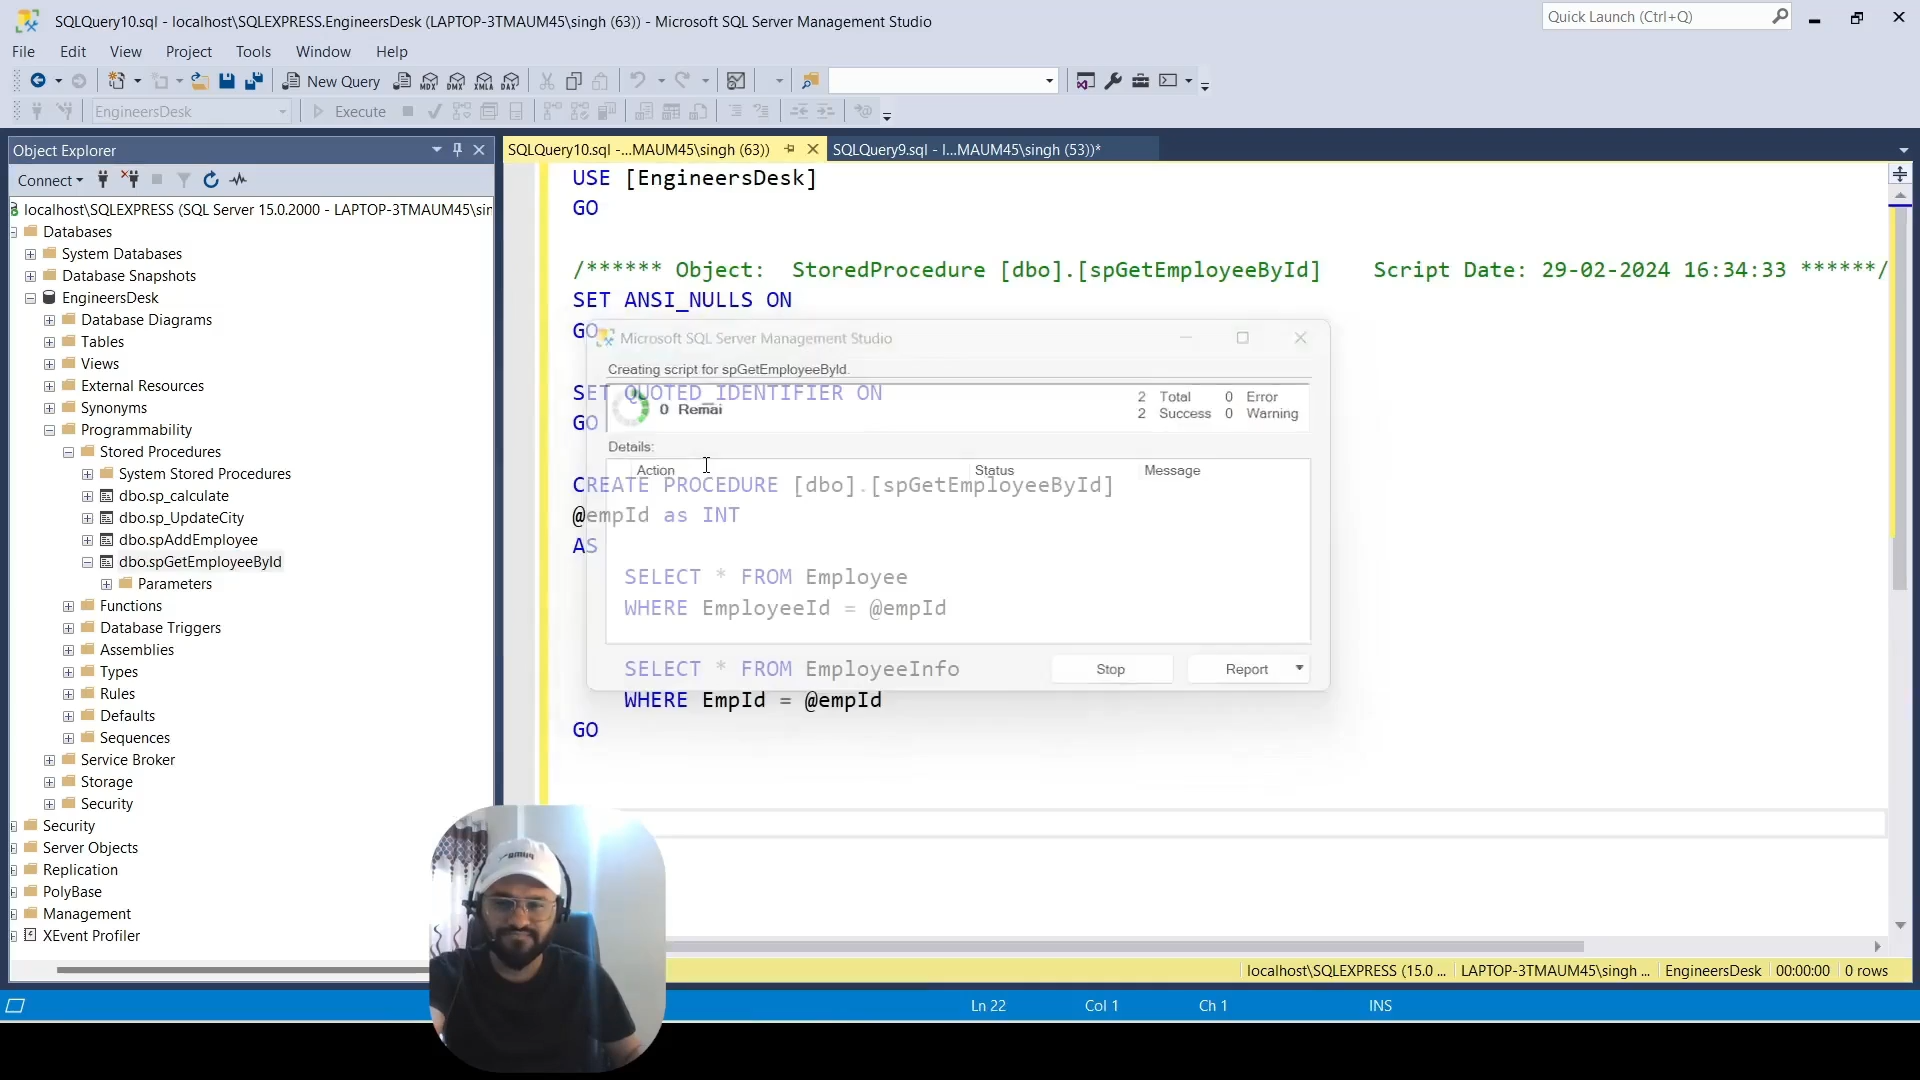 SQLQuery10.sql - localhost\SQLEXPRESS.EngineersDesk (LAPTOP-3TMAUM45\singh (63)) - Microsoft SQL Server Management Studio
Quick Launch (Ctrl+Q)
File Edit View Project Tools Window Help
New Query
MDX DMX XMLA DAX
EngineersDesk
Execute
Object Explorer
SQLQuery10.sql -...MAUM45\singh (63))
SQLQuery9.sql - l...MAUM45\singh (53))*
Connect
localhost\SQLEXPRESS (SQL Server 15.0.2000 - LAPTOP-3TMAUM45\sin
Databases
System Databases
Database Snapshots
EngineersDesk
Database Diagrams
Tables
Views
External Resources
Synonyms
Programmability
Stored Procedures
System Stored Procedures
dbo.sp_calculate
dbo.sp_UpdateCity
dbo.spAddEmployee
dbo.spGetEmployeeById
Parameters
Functions
Database Triggers
Assemblies
Types
Rules
Defaults
Sequences
Service Broker
Storage
Security
Security
Server Objects
Replication
PolyBase
Management
XEvent Profiler
USE [EngineersDesk]
GO
/****** Object:  StoredProcedure [dbo].[spGetEmployeeById]    Script Date: 29-02-2024 16:34:33 ******/
SET ANSI_NULLS ON
GO
SET QUOTED_IDENTIFIER ON
GO
CREATE PROCEDURE [dbo].[spGetEmployeeById]
@empId as INT
AS
SELECT * FROM Employee
WHERE EmployeeId = @empId
SELECT * FROM EmployeeInfo
WHERE EmpId = @empId
GO
Microsoft SQL Server Management Studio
Creating script for spGetEmployeeById.
0 Remai
2 Total 0 Error
2 Success 0 Warning
Details:
Action Status Message
Stop Report
localhost\SQLEXPRESS (15.0 ... LAPTOP-3TMAUM45\singh ... EngineersDesk 00:00:00 0 rows
Ln 22 Col 1 Ch 1 INS